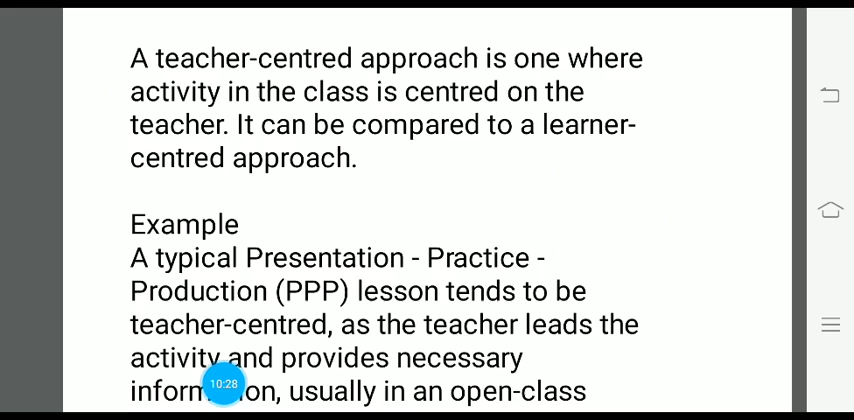 A teacher-centred approach is one where
activity in the class is centred on the
teacher. It can be compared to a learner-
centred approach.
Example
A typical Presentation - Practice -
Production (PPP) lesson tends to be
teacher-centred, as the teacher leads the
activity and provides necessary
10:28
usually in an open-class